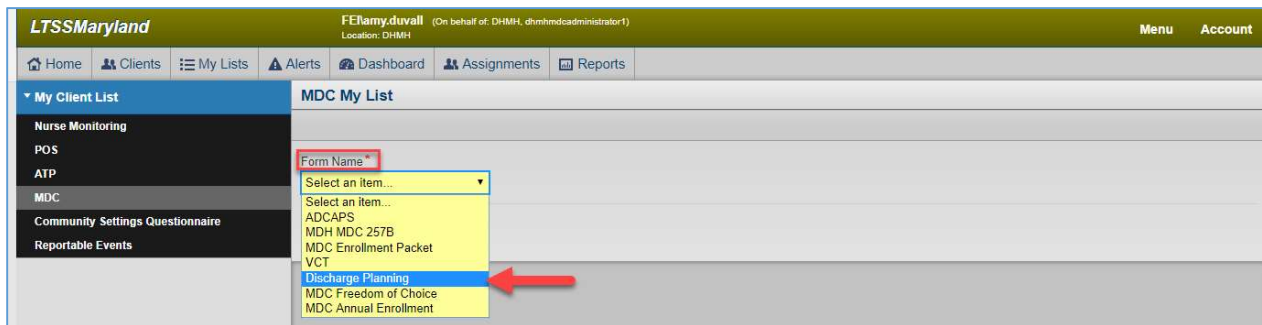 LTSSMaryland
FEI\amy.duvall (On behalf of: DHMH, dhmhmdcadministrator1)
Location: DHMH
Menu Account
Home Clients My Lists Alerts Dashboard Assignments Reports
My Client List
Nurse Monitoring
POS
ATP
MDC
Community Settings Questionnaire
Reportable Events
MDC My List
Form Name*
Select an item...
Select an item...
ADCAPS
MDH MDC 257B
MDC Enrollment Packet
VCT
Discharge Planning
MDC Freedom of Choice
MDC Annual Enrollment